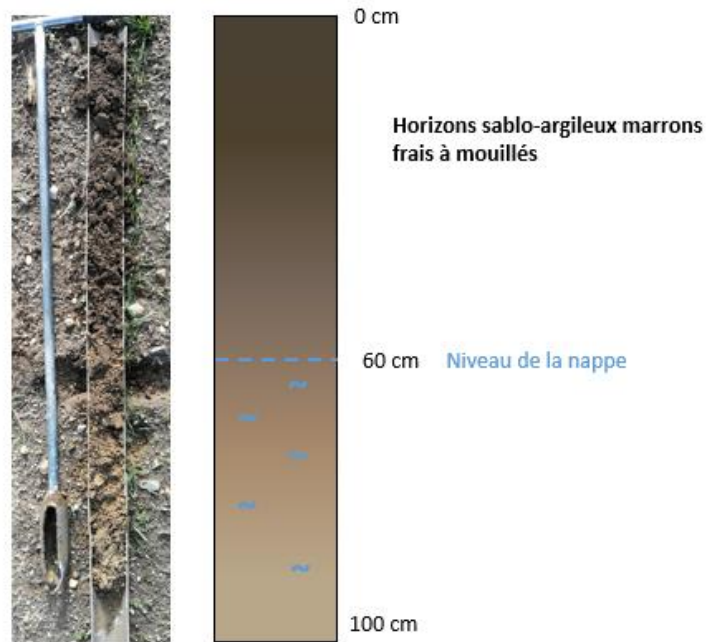 0 cm
Horizons sablo-argileux marrons
frais à mouillés
60 cm Niveau de la nappe
100 cm